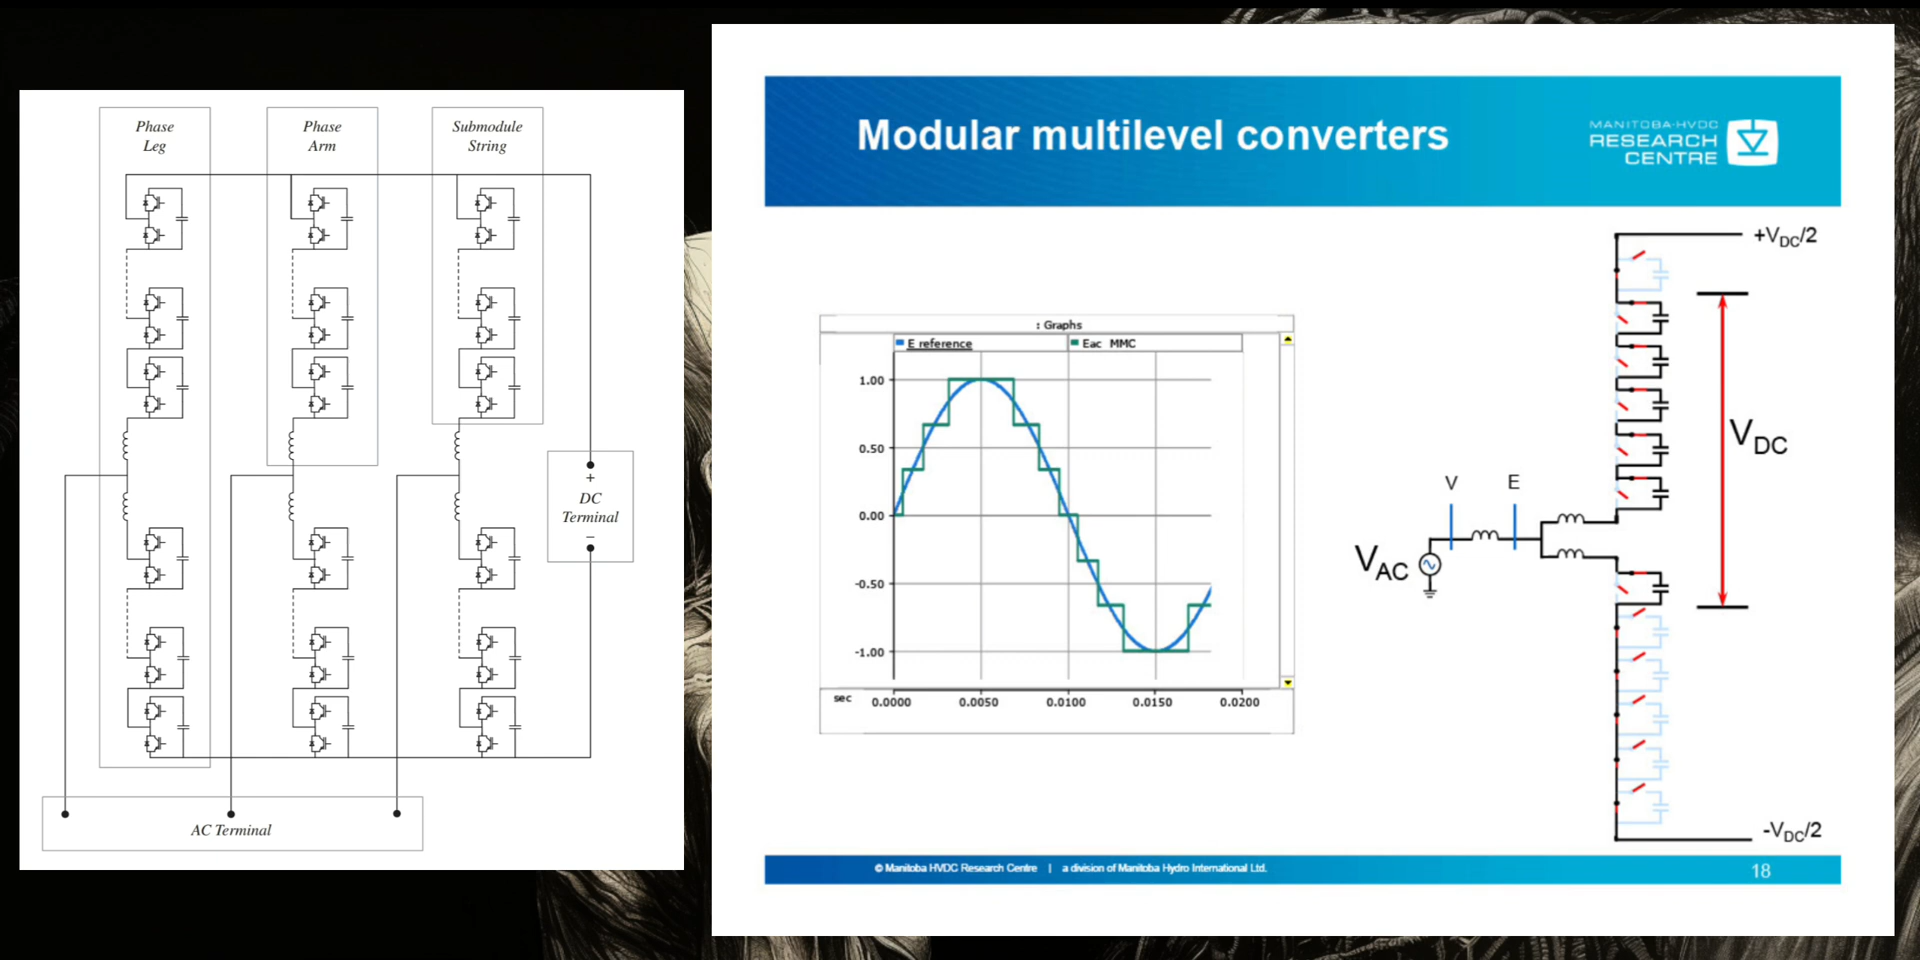 Phase
Leg
Phase
Arm
Submodule
String
+
DC
Terminal
−
AC Terminal
Modular multilevel converters
MANITOBA-HVDC
RESEARCH
CENTRE
: Graphs
E reference
Eac MMC
1.00
0.50
0.00
-0.50
-1.00
sec
0.0000
0.0050
0.0100
0.0150
0.0200
+VDC/2
VDC
V
E
VAC
-VDC/2
© Manitoba HVDC Research Centre | a division of Manitoba Hydro International Ltd.
18